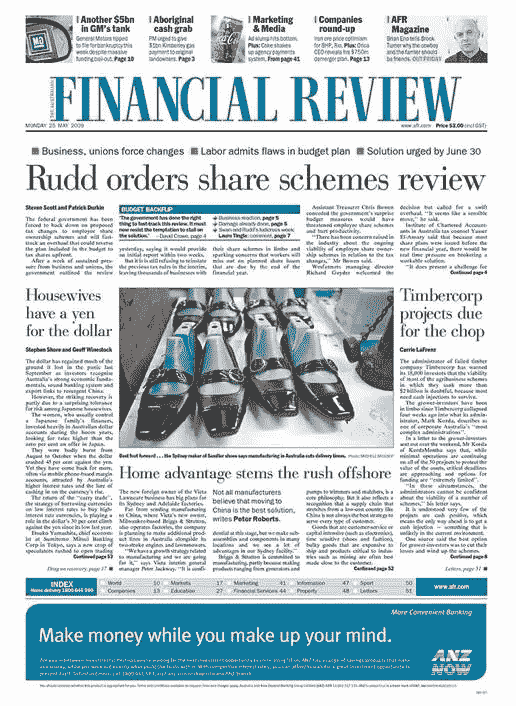 Another $5bn
in GM's tank
General Motors tipped
to file for bankruptcy this
week despite massive
funding bail-out. Page 10
Aboriginal
cash grab
PM urged to give
$1bn Kimberley gas
payment to original
landowners. Page 3
Marketing
& Media
Ad slump hits bottom,
Plus: Coke shakes
up agency payments
system. From page 41
Companies
round-up
Iron ore price optimism
for BHP, Rio. Plus: Orica
CEO reveals his $750m
demerger plan. Page 13
AFR
Magazine
Brian Eno tells Brook
Turner why the cowboy
and the farmer should
be friends. OUT FRIDAY
THE AUSTRALIAN
FINANCIAL REVIEW
MONDAY 25 MAY 2009
www.afr.com Price $3.00 (incl GST)
Business, unions force changes
Labor admits flaws in budget plan
Solution urged by June 30
Rudd orders share schemes review
Steven Scott and Patrick Durkin
The federal government has been
forced to back down on proposed
tax changes to employee share
ownership schemes and will fast
track an overhaul that could reverse
the plan included in the budget to
tax shares upfront.
After a week of sustained pres-
sure from business and unions, the
government outlined the review
BUDGET BACKFLIP
'The government has done the right
thing to fast track this review. It must
now resist the temptation to stall on
the solution.' David Crowe, page 4
Business reaction, page 5
Damage already done, page 5
Swan and Rudd's ludicrous week,
Laura Tingle: comment, page 7
yesterday, saying it would provide
an initial report within two weeks.
But it is still refusing to reinstate
the previous tax rules in the interim,
leaving thousands of businesses with
their share schemes in limbo and
sparking concerns that workers will
miss out on planned share issues
that are due by the end of the
financial year.
Assistant Treasurer Chris Bowen
conceded the government's surprise
budget measures would have
threatened employee share schemes
and hurt productivity.
"There has been concern raised in
the industry about the ongoing
viability of employee share owner-
ship schemes in relation to the tax
changes," Mr Bowen said.
Wesfarmers managing director
Richard Goyder welcomed the
decision but called for a swift
overhaul. "It seems like a sensible
move," he said.
Institute of Chartered Account-
ants in Australia tax counsel Yasser
El-Ansary said that because most
share plans were issued before the
new financial year, there would be
real time pressure on brokering a
workable solution.
"It does present a challenge for
Continued page 4
Housewives
have a yen
for the dollar
Stephen Shore and Geoff Winestock
The dollar has regained much of the
ground it lost in the panic last
September as investors recognise
Australia's strong economic funda-
mentals, sound banking system and
export links to resurgent China.
However, the striking recovery is
partly due to a surprising tolerance
for risk among Japanese housewives.
The women, who usually control
a Japanese family's finances,
invested heavily in Australian dollar
accounts during the boom years,
looking for rates higher than the
zero per cent on offer in Japan.
They were badly burnt from
August to October when the dollar
crashed 40 per cent against the yen.
Yet they have come back for more,
often via mobile phone-based margin
accounts, attracted by Australia's
higher interest rates and the lure of
cashing in on the currency's rise.
The return of the "carry trade",
the strategy of borrowing currencies
on low interest rates to buy high-
interest rate currencies, is playing a
role in the dollar's 30 per cent climb
against the yen since its low last year.
Daisuke Yamazaki, chief account-
ant at Sumitomo Mitsui Banking
Corp in Tokyo, says a new crop of
speculators rushed to open trading
Continued page 53
Drag on recovery, page 17
Best foot forward . . . the Sydney maker of Sandler shoes says manufacturing in Australia cuts delivery times.
Home advantage stems the rush offshore
The new foreign owner of the Victa
Lawncare business has big plans for
its Sydney and Adelaide factories.
Far from sending manufacturing
to China, where Victa's new owner,
Milwaukee-based Briggs & Stratton,
also operates factories, the company
is planning to make additional prod-
uct lines in Australia alongside its
two-stroke engines and lawnmowers.
"We have a growth strategy related
to manufacturing and we are going
for it," says Victa interim general
manager Peter Jockway. "It is confi-
Not all manufacturers
believe that moving to
China is the best solution,
writes Peter Roberts.
dential at this stage, but we make sub-
assemblies and components in many
locations and we see a lot of
advantages in our Sydney facility."
Briggs & Stratton is committed to
manufacturing, partly because making
products ranging from generators and
pumps to trimmers and shredders, is a
core philosophy. But it also reflects a
recognition that a supply chain that
stretches from a low-cost country like
China is not always the best strategy to
serve every type of customer.
Goods that are service-oriented or
capital intensive (such as electronics),
time sensitive (shoes and fashion),
bulky goods that are expensive to
ship and products critical to indus-
tries such as mining are often best
made close to the customer.
Continued page 52
Timbercorp
projects due
for the chop
Carrie LaFrenz
The administrator of failed timber
company Timbercorp has warned
its 18,000 investors that the viability
of most of the agribusiness schemes
in which they sank more than
$2 billion is doubtful, because most
need cash injections to survive.
The grower-investors have been
in limbo since Timbercorp collapsed
four weeks ago into what its admin-
istrator, Mark Korda, describes as
one of corporate Australia's "most
complex administrations".
In a letter to the grower-investors
sent out over the weekend, Mr Korda
of KordaMentha says that, while
minimal operations are continuing
on all of the 30 projects to protect the
value of the assets, critical deadlines
are approaching and options for
funding are "extremely limited".
"In these circumstances, the
administrators cannot be confident
about the viability of a number of
schemes," his letter says.
It is understood very few of the
projects are cash positive, which
means the only way ahead is to get a
cash injection – something that is
unlikely in the current environment.
One source said the best option
for grower-investors was to cut their
losses and wind up the schemes.
Continued page 6
Letters, page 51
INDEX
Home delivery 1800 646 990
World 10
Companies 13
Markets 17
Education 27
Marketing 41
Financial Services 44
Information 47
Property 48
Sport 50
Letters 51
www.afr.com
More Convenient Banking
Make money while you make up your mind.
ANZ
NOW